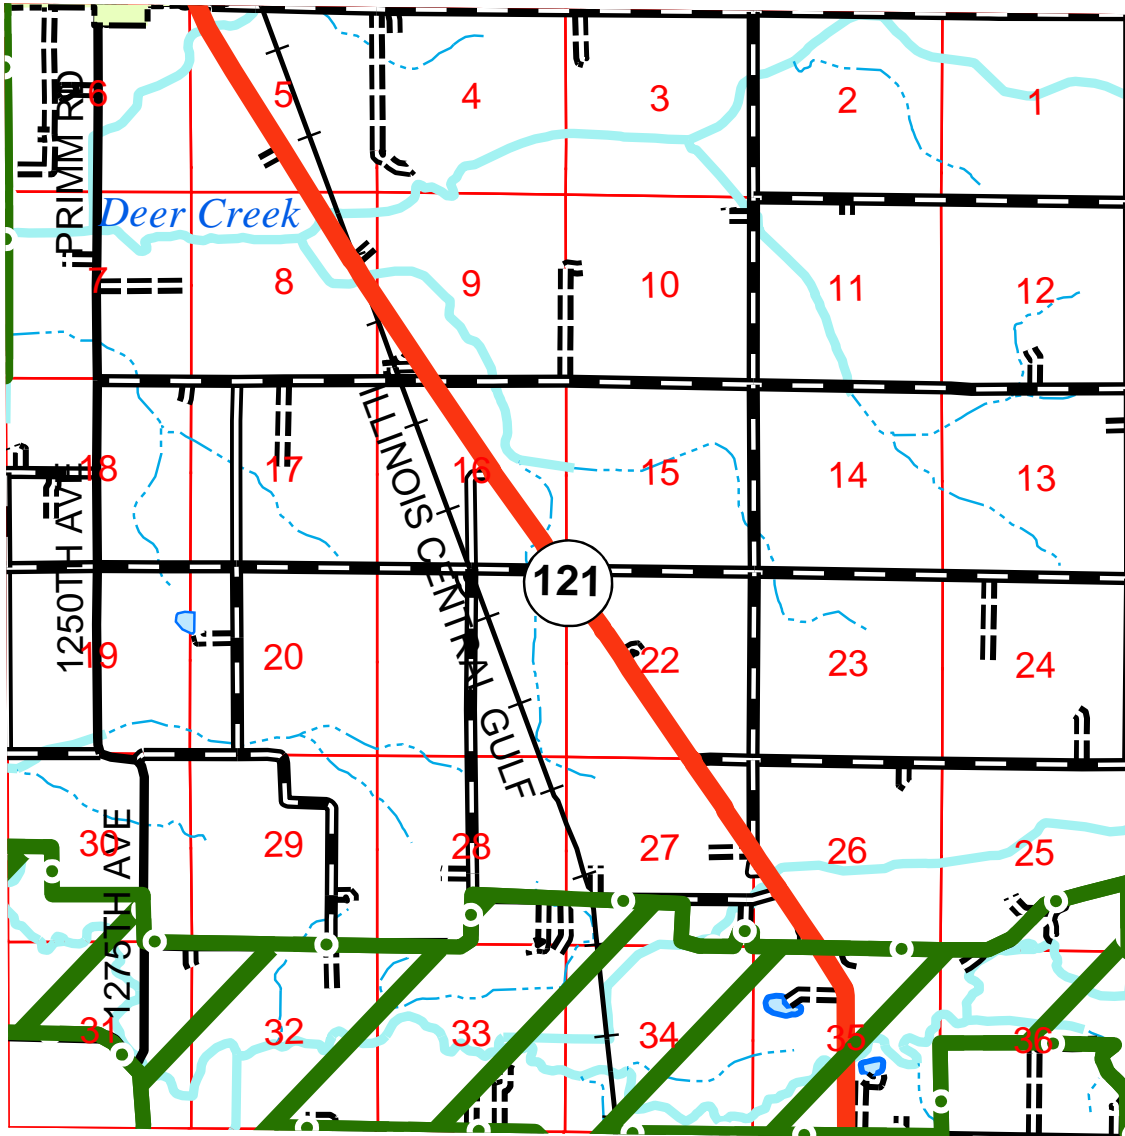 6 5 4 3 2 1
PRIMM RD
Deer Creek
7 8 9 10 11 12
18 17 16 15 14 13
ILLINOIS CENTRAL GULF
1250TH AVE
121
19 20 22 23 24
30 29 28 27 26 25
1275TH AVE
31 32 33 34 35 36